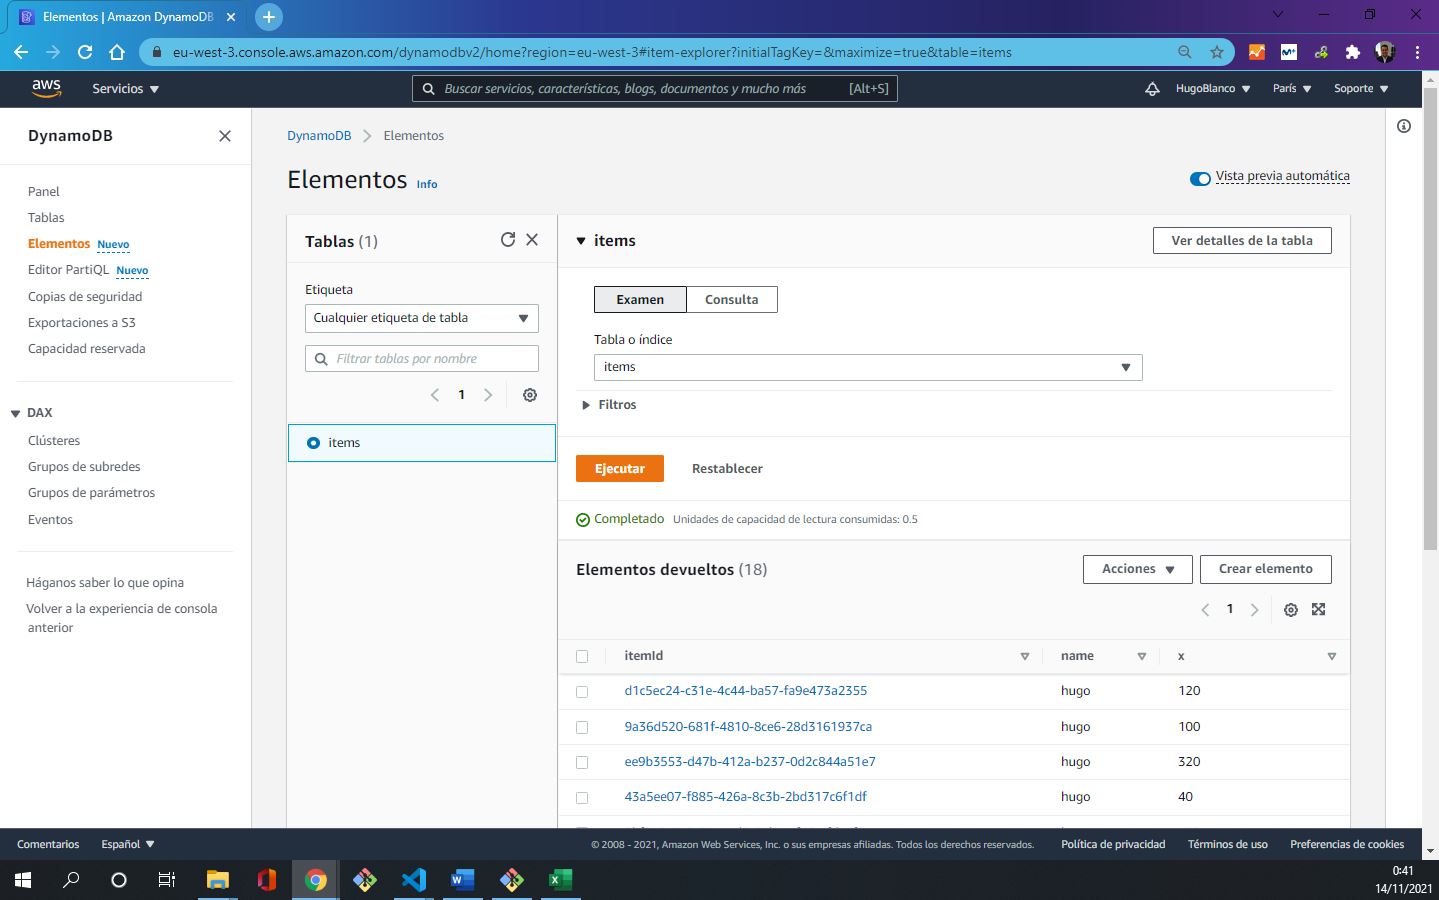 Elementos | Amazon DynamoDB
eu-west-3.console.aws.amazon.com/dynamodbv2/home?region=eu-west-3#item-explorer?initialTagKey=&maximize=true&table=items
aws
Servicios
Buscar servicios, características, blogs, documentos y mucho más
[Alt+S]
HugoBlanco
París
Soporte
DynamoDB
Panel
Tablas
Elementos Nuevo
Editor PartiQL Nuevo
Copias de seguridad
Exportaciones a S3
Capacidad reservada
DAX
Clústeres
Grupos de subredes
Grupos de parámetros
Eventos
Háganos saber lo que opina
Volver a la experiencia de consola
anterior
DynamoDB
Elementos
Elementos Info
Vista previa automática
Tablas (1)
Etiqueta
Cualquier etiqueta de tabla
Filtrar tablas por nombre
1
items
items
Ver detalles de la tabla
Examen
Consulta
Tabla o índice
items
Filtros
Ejecutar
Restablecer
Completado Unidades de capacidad de lectura consumidas: 0.5
Elementos devueltos (18)
Acciones
Crear elemento
1
itemId name x
d1c5ec24-c31e-4c44-ba57-fa9e473a2355 hugo 120
9a36d520-681f-4810-8ce6-28d3161937ca hugo 100
ee9b3553-d47b-412a-b237-0d2c844a51e7 hugo 320
43a5ee07-f885-426a-8c3b-2bd317c6f1df hugo 40
Comentarios
Español
© 2008 - 2021, Amazon Web Services, Inc. o sus empresas afiliadas. Todos los derechos reservados.
Política de privacidad
Términos de uso
Preferencias de cookies
0:41
14/11/2021